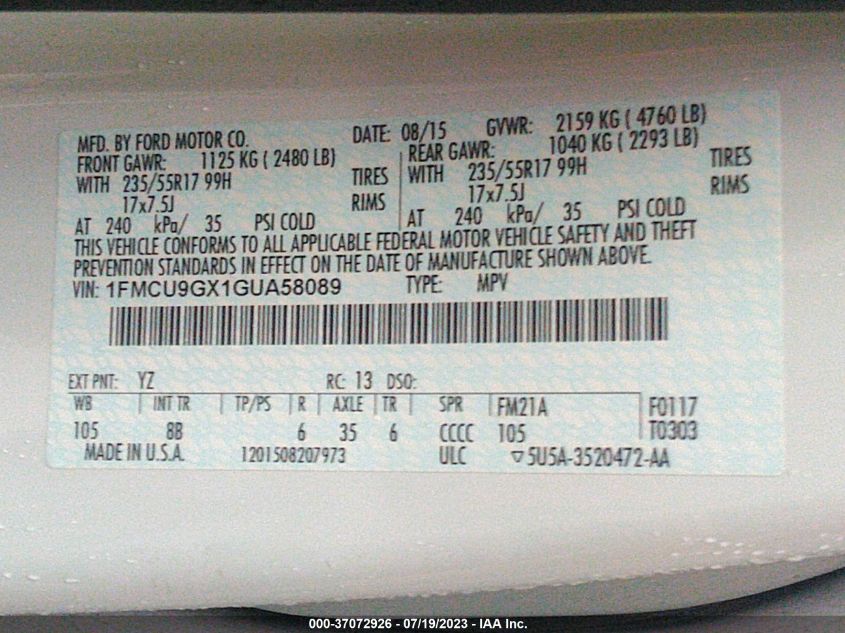 MFD. BY FORD MOTOR CO. DATE: 08/15 GVWR: 2159 KG ( 4760 LB)
FRONT GAWR: 1125 KG ( 2480 LB) REAR GAWR: 1040 KG ( 2293 LB)
WITH 235/55R17 99H TIRES WITH 235/55R17 99H TIRES
17x7.5J RIMS 17x7.5J RIMS
AT 240 kPa/ 35 PSI COLD AT 240 kPa/ 35 PSI COLD
THIS VEHICLE CONFORMS TO ALL APPLICABLE FEDERAL MOTOR VEHICLE SAFETY AND THEFT
PREVENTION STANDARDS IN EFFECT ON THE DATE OF MANUFACTURE SHOWN ABOVE.
VIN: 1FMCU9GX1GUA58089 TYPE: MPV
EXT PNT: YZ RC: 13 DSO:
WB INT TR TP/PS R AXLE TR SPR FM21A F0117
105 8B 6 35 6 CCCC 105 T0303
MADE IN U.S.A. 1201508207973 ULC ▽5U5A-3520472-AA
000-37072926 - 07/19/2023 - IAA Inc.